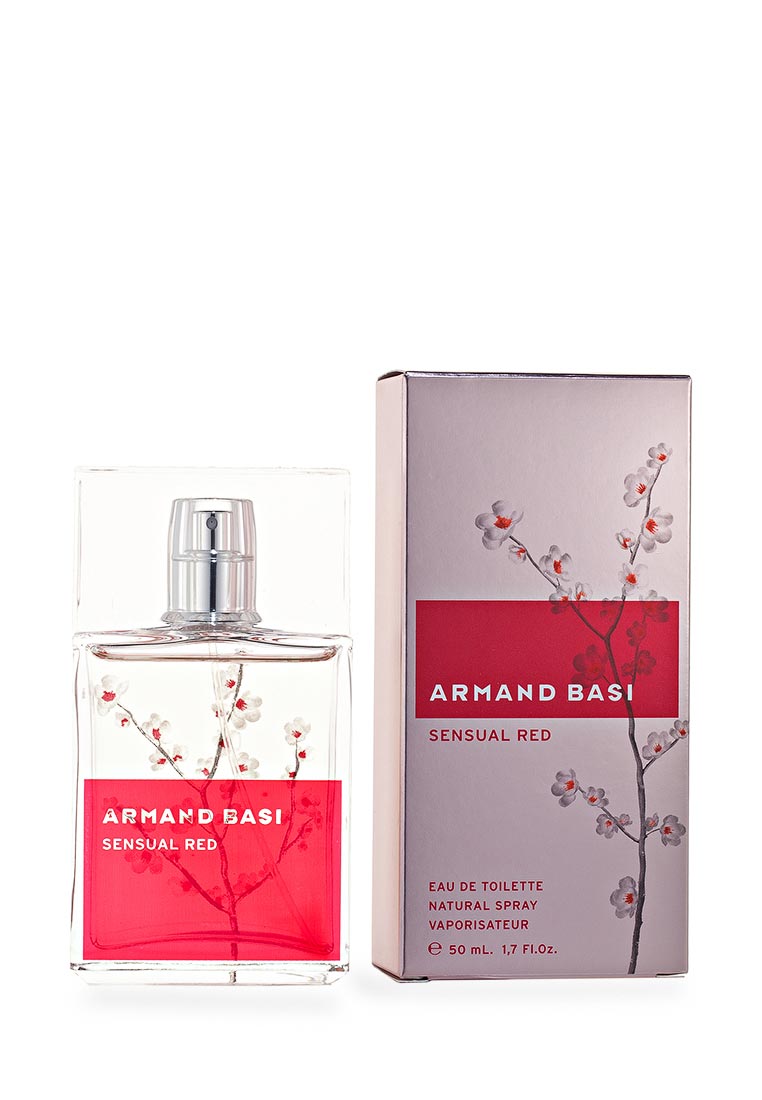 ARMAND BASI
SENSUAL RED
ARMAND BASI
SENSUAL RED
EAU DE TOILETTE
NATURAL SPRAY
VAPORISATEUR
℮ 50 mL. 1,7 Fl.Oz.